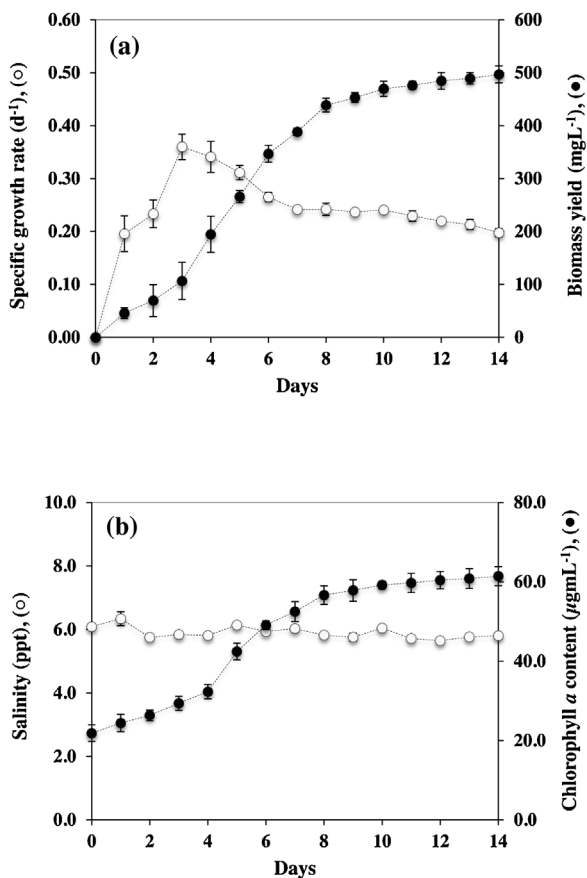 (a)
Specific growth rate (d⁻¹), (○)
0.60
0.50
0.40
0.30
0.20
0.10
0.00
600
500
400
300
200
100
0
Biomass yield (mgL⁻¹), (●)
0 2 4 6 8 10 12 14
Days
(b)
Salinity (ppt), (○)
10.0
8.0
6.0
4.0
2.0
0.0
80.0
60.0
40.0
20.0
0.0
Chlorophyll a content (µgmL⁻¹), (●)
0 2 4 6 8 10 12 14
Days